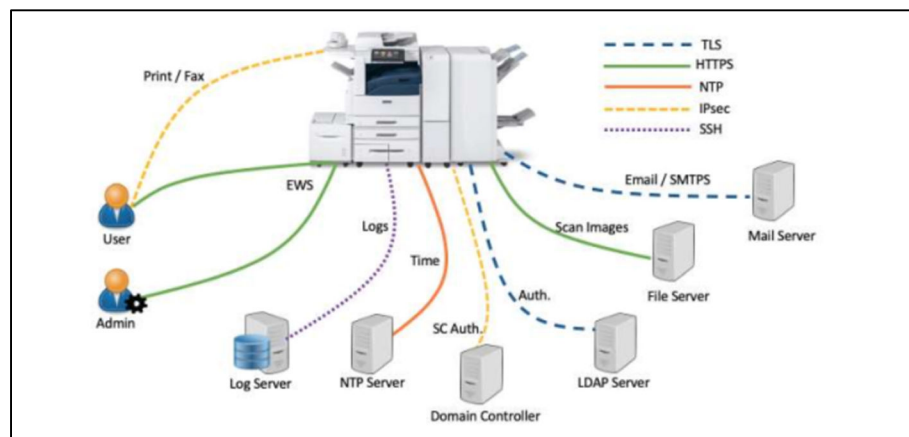 TLS
HTTPS
Print / Fax
NTP
IPsec
SSH
Email / SMTPS
EWS
Logs
Scan Images
User
Mail Server
Time
Auth.
File Server
Admin
SC Auth.
Log Server
NTP Server
LDAP Server
Domain Controller